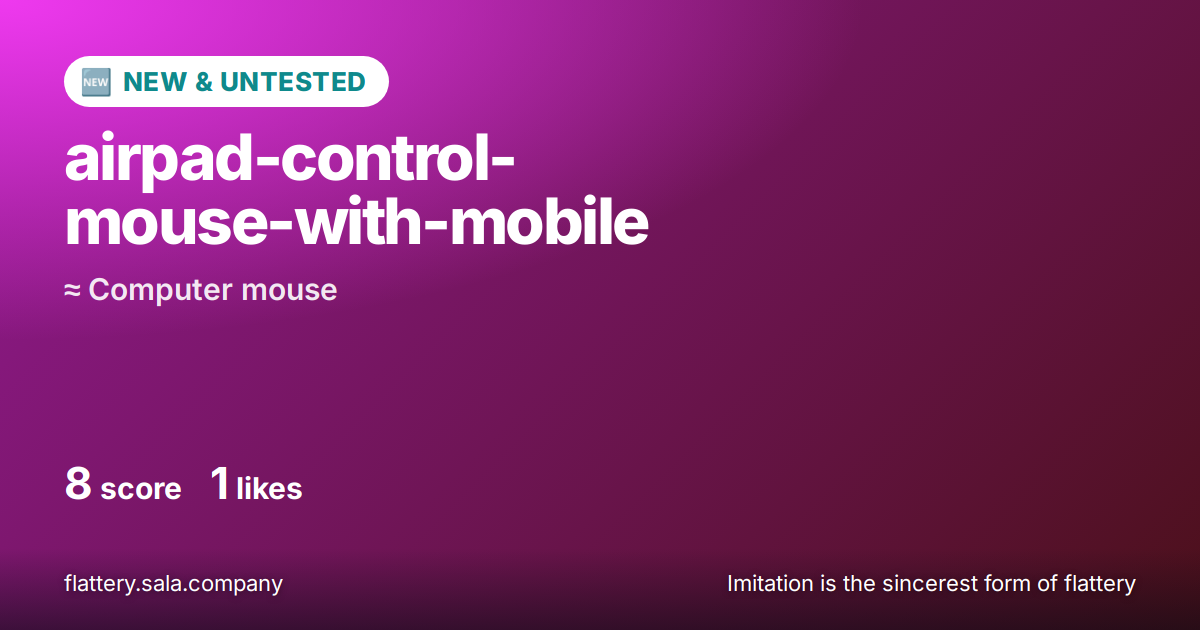 🆕 NEW & UNTESTED
airpad-control-
mouse-with-mobile
≈ Computer mouse
8 score 1 likes
flattery.sala.company
Imitation is the sincerest form of flattery